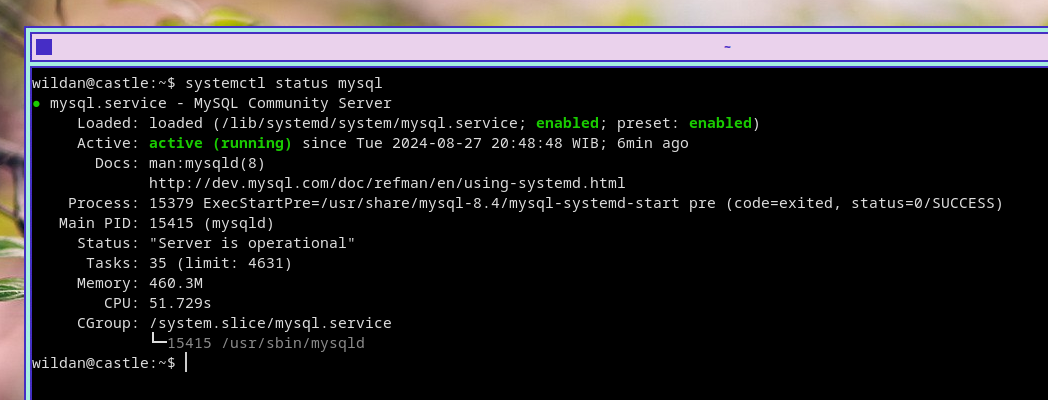 ~
wildan@castle:~$ systemctl status mysql
● mysql.service - MySQL Community Server
     Loaded: loaded (/lib/systemd/system/mysql.service; enabled; preset: enabled)
     Active: active (running) since Tue 2024-08-27 20:48:48 WIB; 6min ago
       Docs: man:mysqld(8)
             http://dev.mysql.com/doc/refman/en/using-systemd.html
    Process: 15379 ExecStartPre=/usr/share/mysql-8.4/mysql-systemd-start pre (code=exited, status=0/SUCCESS)
   Main PID: 15415 (mysqld)
     Status: "Server is operational"
      Tasks: 35 (limit: 4631)
     Memory: 460.3M
        CPU: 51.729s
     CGroup: /system.slice/mysql.service
             └─15415 /usr/sbin/mysqld
wildan@castle:~$